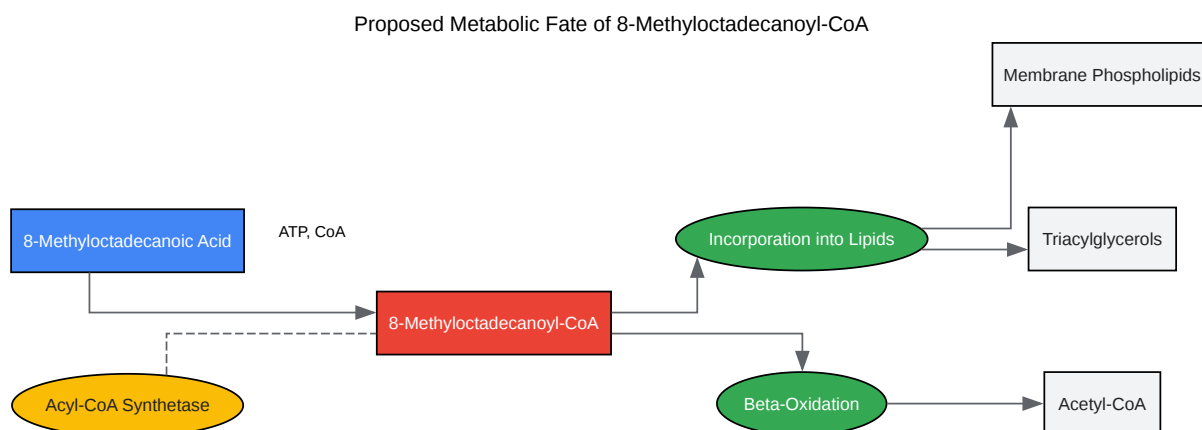 Proposed Metabolic Fate of 8-Methyloctadecanoyl-CoA
Membrane Phospholipids
8-Methyloctadecanoic Acid
ATP, CoA
Incorporation into Lipids
Triacylglycerols
8-Methyloctadecanoyl-CoA
Acyl-CoA Synthetase
Beta-Oxidation
Acetyl-CoA